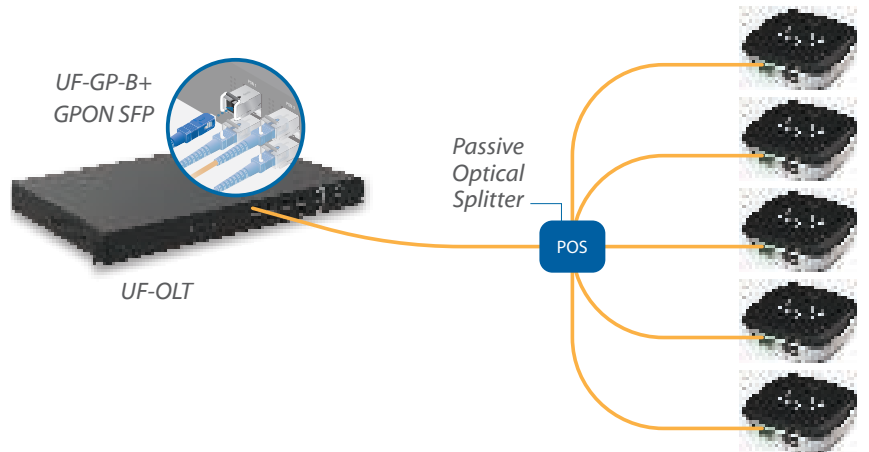 UF-GP-B+
GPON SFP
Passive
Optical
Splitter
POS
UF-OLT